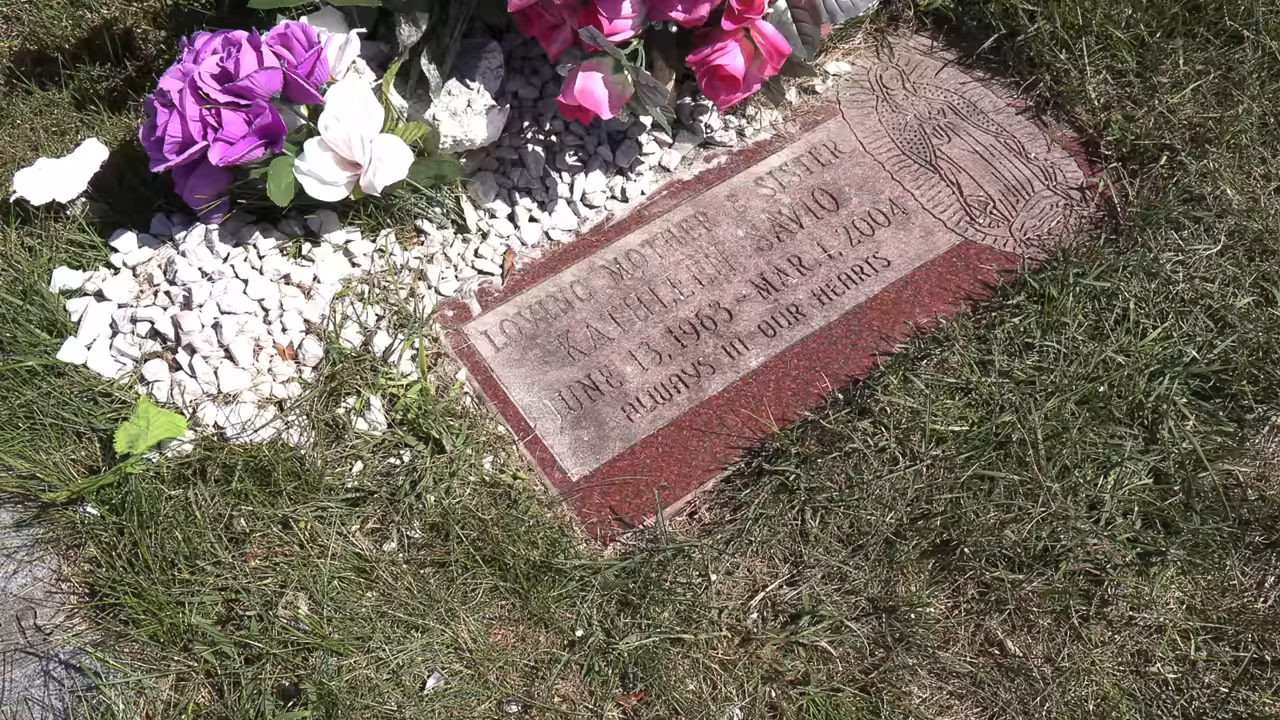 LOVING MOTHER & SISTER
KATHLEEN SAVIO
JUNE 13, 1963 - MAR 1, 2004
ALWAYS IN OUR HEARTS